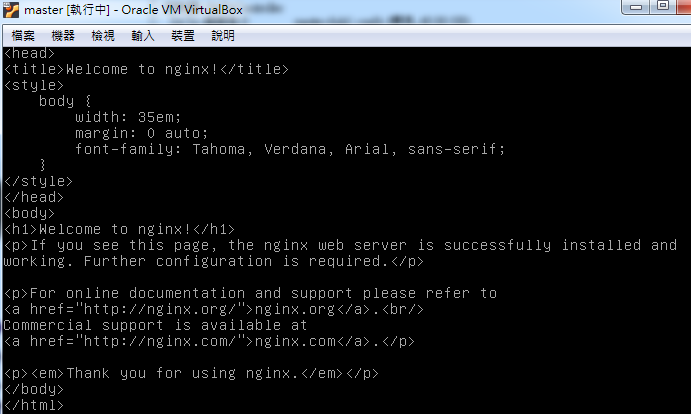 master [執行中] - Oracle VM VirtualBox
檔案 機器 檢視 輸入 裝置 說明
<head>
<title>Welcome to nginx!</title>
<style>
    body {
        width: 35em;
        margin: 0 auto;
        font-family: Tahoma, Verdana, Arial, sans-serif;
    }
</style>
</head>
<body>
<h1>Welcome to nginx!</h1>
<p>If you see this page, the nginx web server is successfully installed and
working. Further configuration is required.</p>

<p>For online documentation and support please refer to
<a href="http://nginx.org/">nginx.org</a>.<br/>
Commercial support is available at
<a href="http://nginx.com/">nginx.com</a>.</p>

<p><em>Thank you for using nginx.</em></p>
</body>
</html>